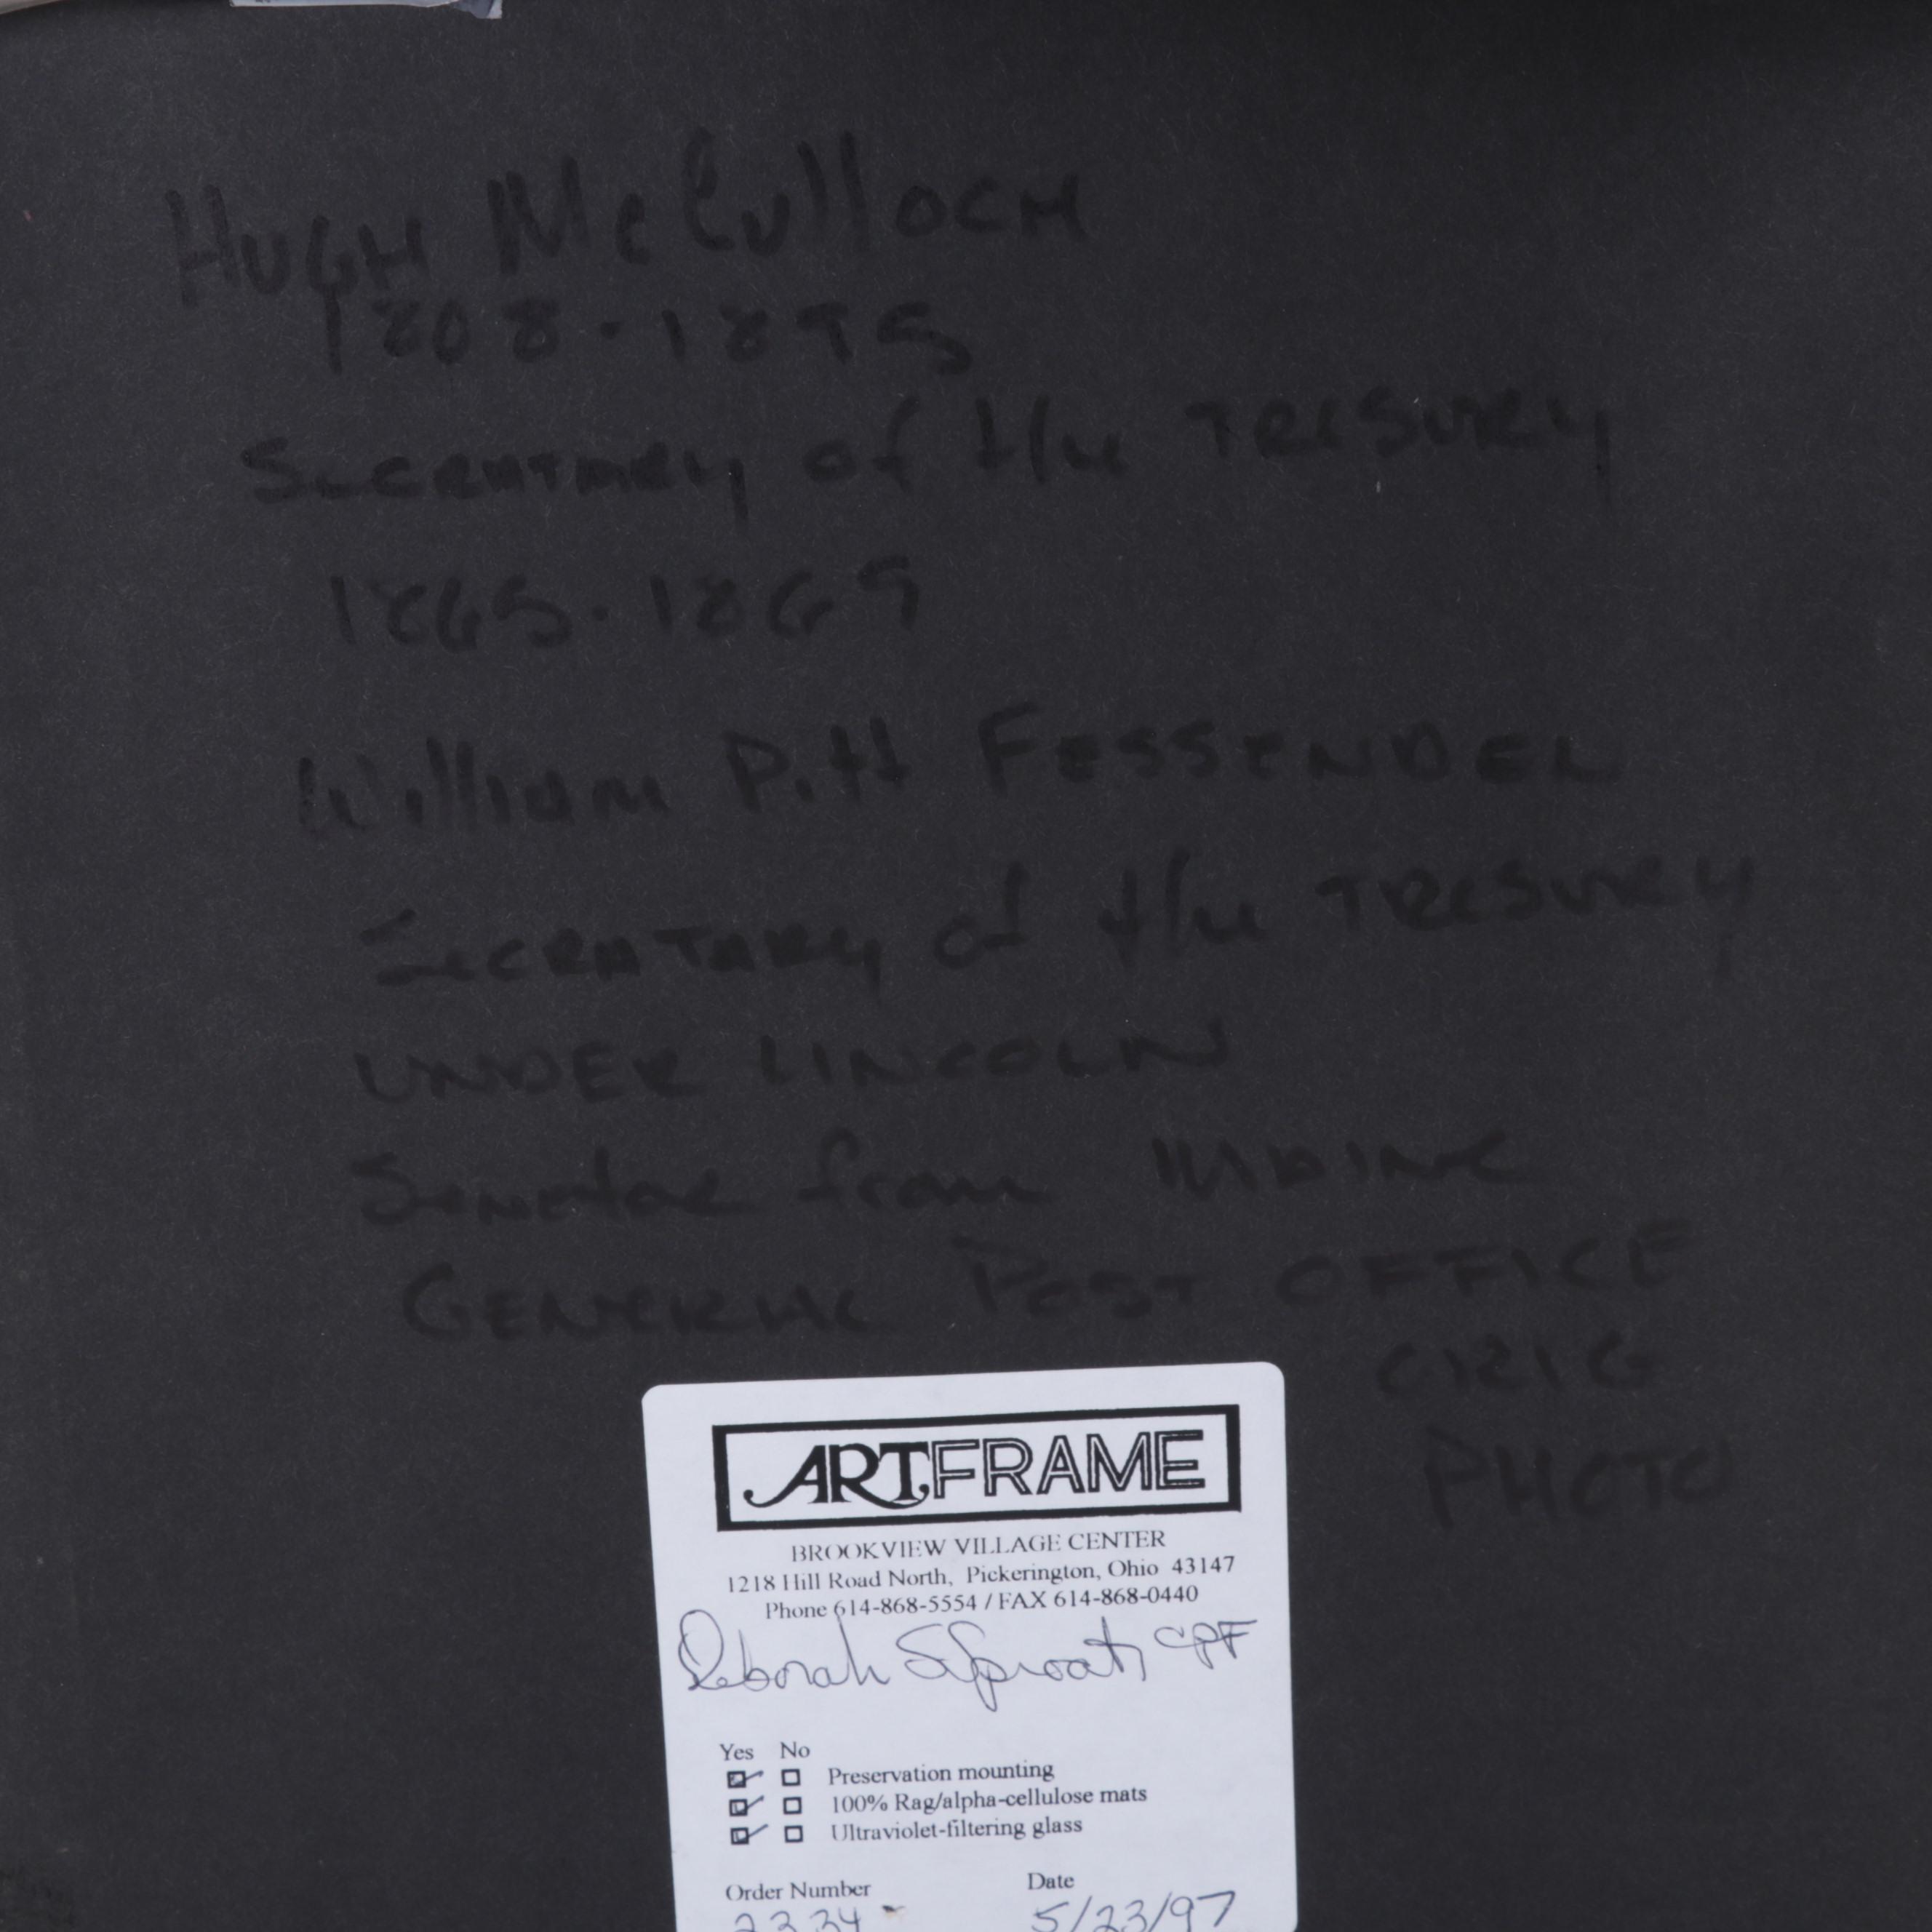 HUGH McCullOCH
1808-1895
SECRATARY of the TRESURY
1865-1869
William Pitt FESSENDEN
SECRATARY of the TRESURY
UNDER LINCOLN
Senator from MAINE
GENERAL POST OFFICE
ORIG
PHOTO
ARTFRAME
BROOKVIEW VILLAGE CENTER
1218 Hill Road North, Pickerington, Ohio 43147
Phone 614-868-5554 / FAX 614-868-0440
Deborah CPF
Yes No
Preservation mounting
100% Rag/alpha-cellulose mats
Ultraviolet-filtering glass
Order Number Date
2334 5/23/97